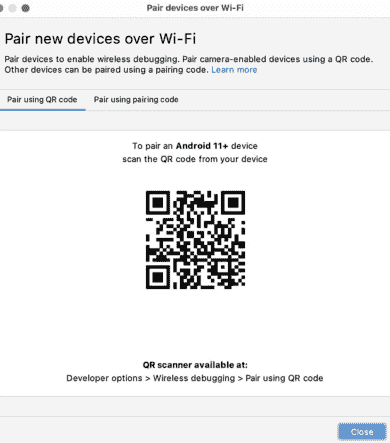 Pair devices over Wi-Fi
Pair new devices over Wi-Fi
Pair devices to enable wireless debugging. Pair camera-enabled devices using a QR code.
Other devices can be paired using a pairing code. Learn more
Pair using QR code Pair using pairing code
To pair an Android 11+ device
scan the QR code from your device
QR scanner available at:
Developer options > Wireless debugging > Pair using QR code
Close